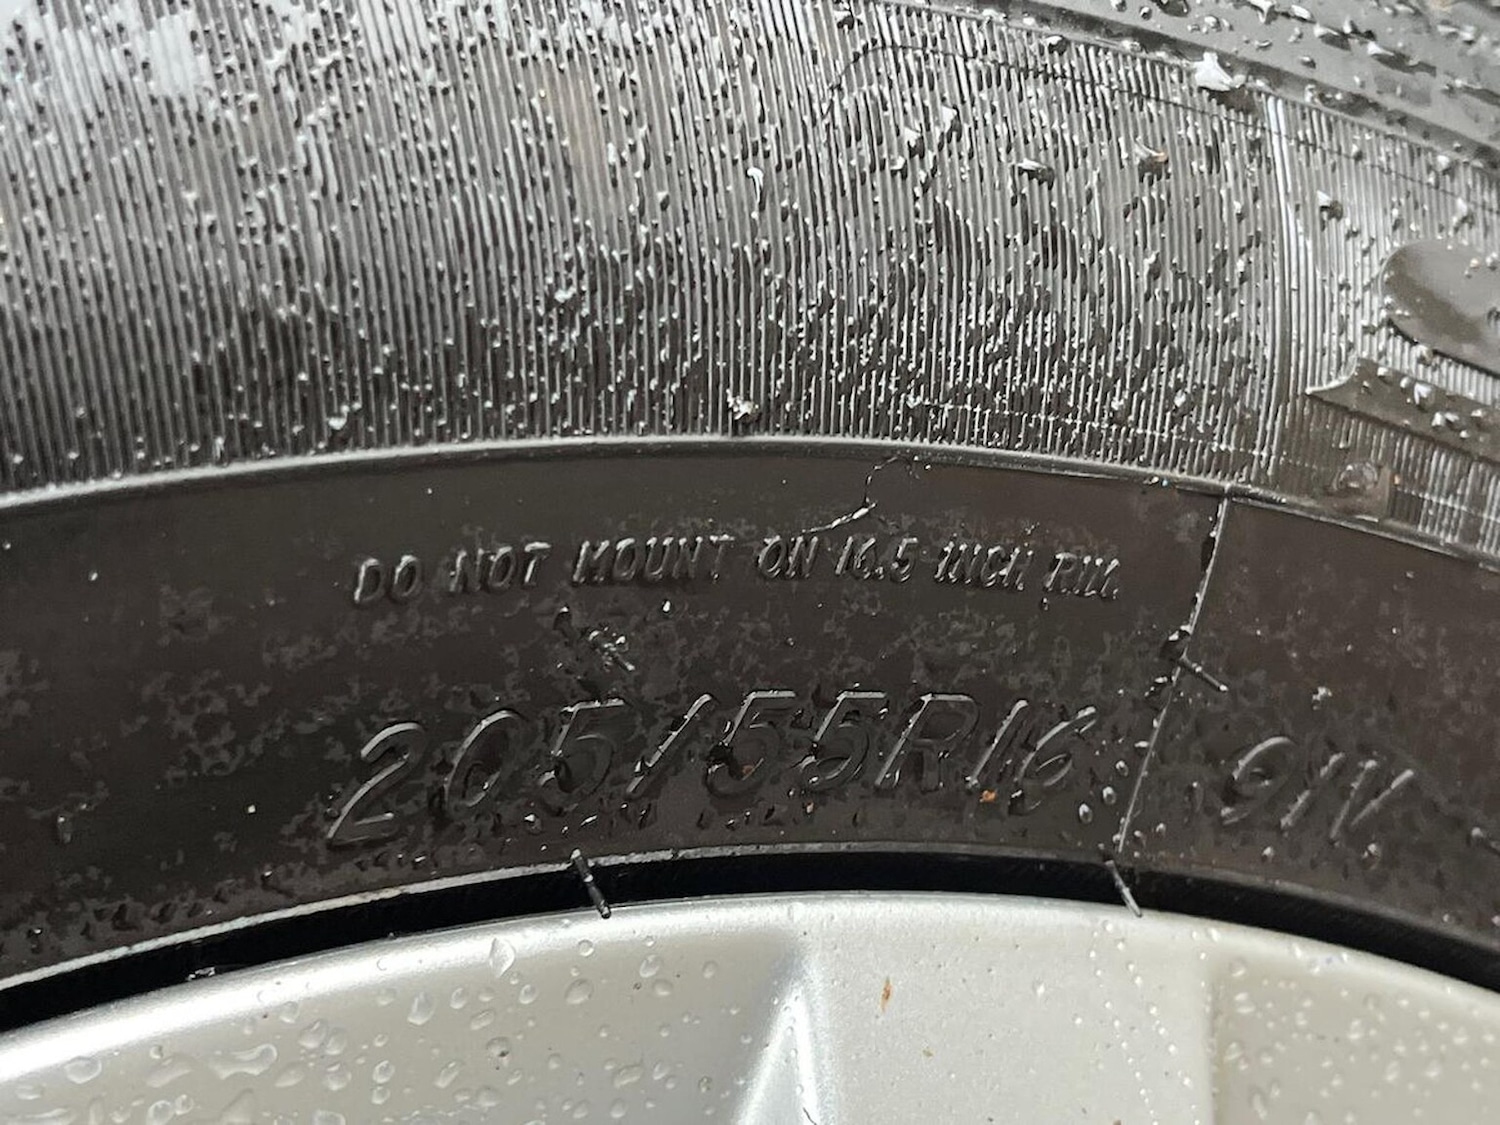 DO NOT MOUNT ON 16.5 INCH RIM.
205/55R16 91V